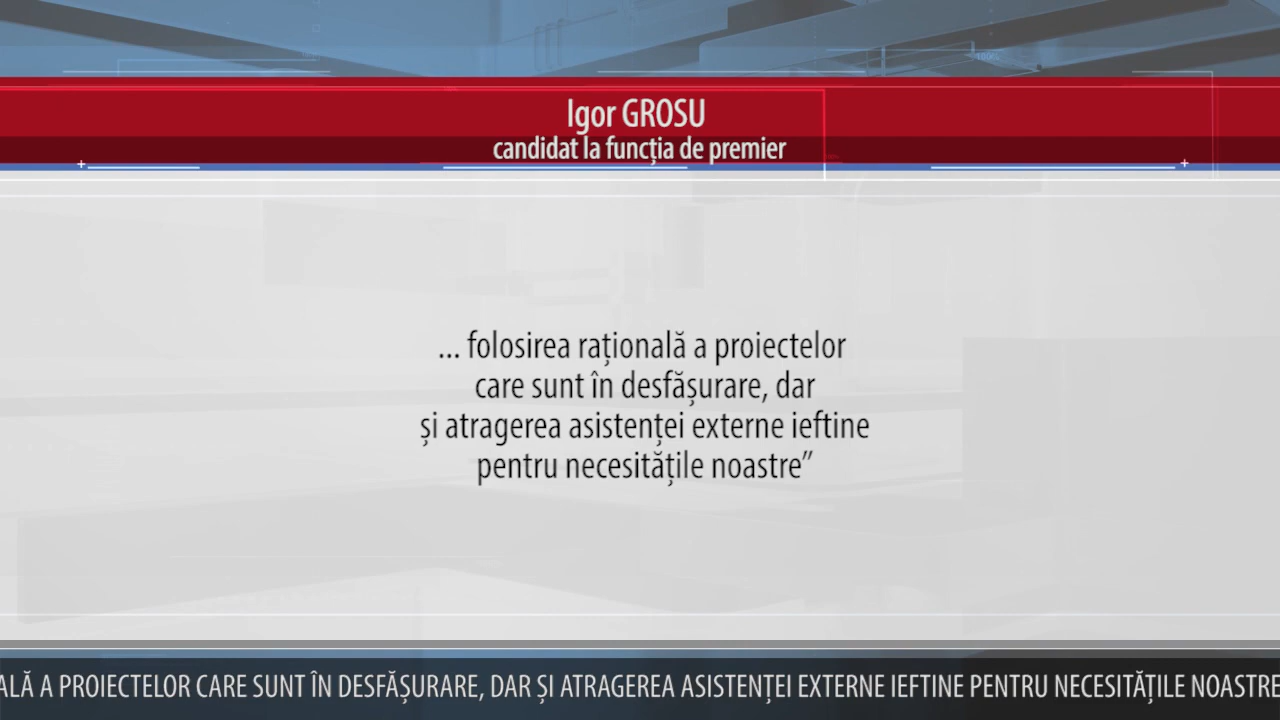 Igor GROSU
candidat la funcția de premier
... folosirea rațională a proiectelor
care sunt în desfășurare, dar
și atragerea asistenței externe ieftine
pentru necesitățile noastre”
ALĂ A PROIECTELOR CARE SUNT ÎN DESFĂȘURARE, DAR ȘI ATRAGEREA ASISTENȚEI EXTERNE IEFTINE PENTRU NECESITĂȚILE NOASTRE